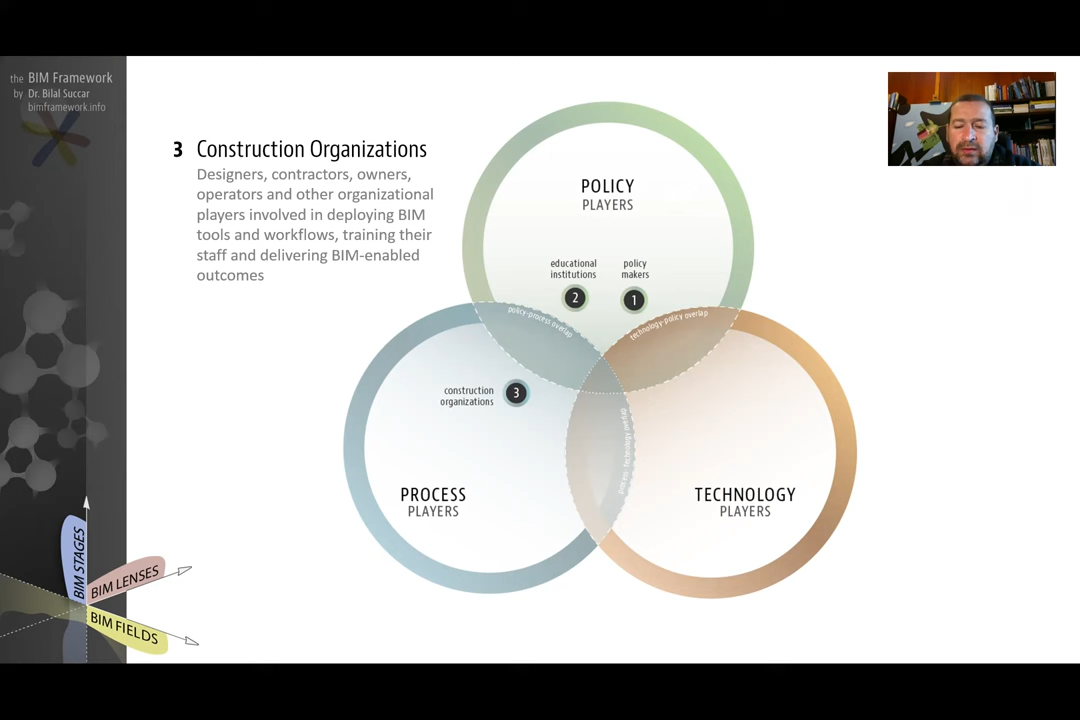 the BIM Framework
by Dr. Bilal Succar
bimframework.info
3 Construction Organizations
Designers, contractors, owners,
operators and other organizational
players involved in deploying BIM
tools and workflows, training their
staff and delivering BIM-enabled
outcomes
POLICY
PLAYERS
educational
institutions
2
policy
makers
1
policy-process overlap
technology-policy overlap
construction
organizations
3
process-technology overlap
PROCESS
PLAYERS
TECHNOLOGY
PLAYERS
BIM STAGES
BIM LENSES
BIM FIELDS